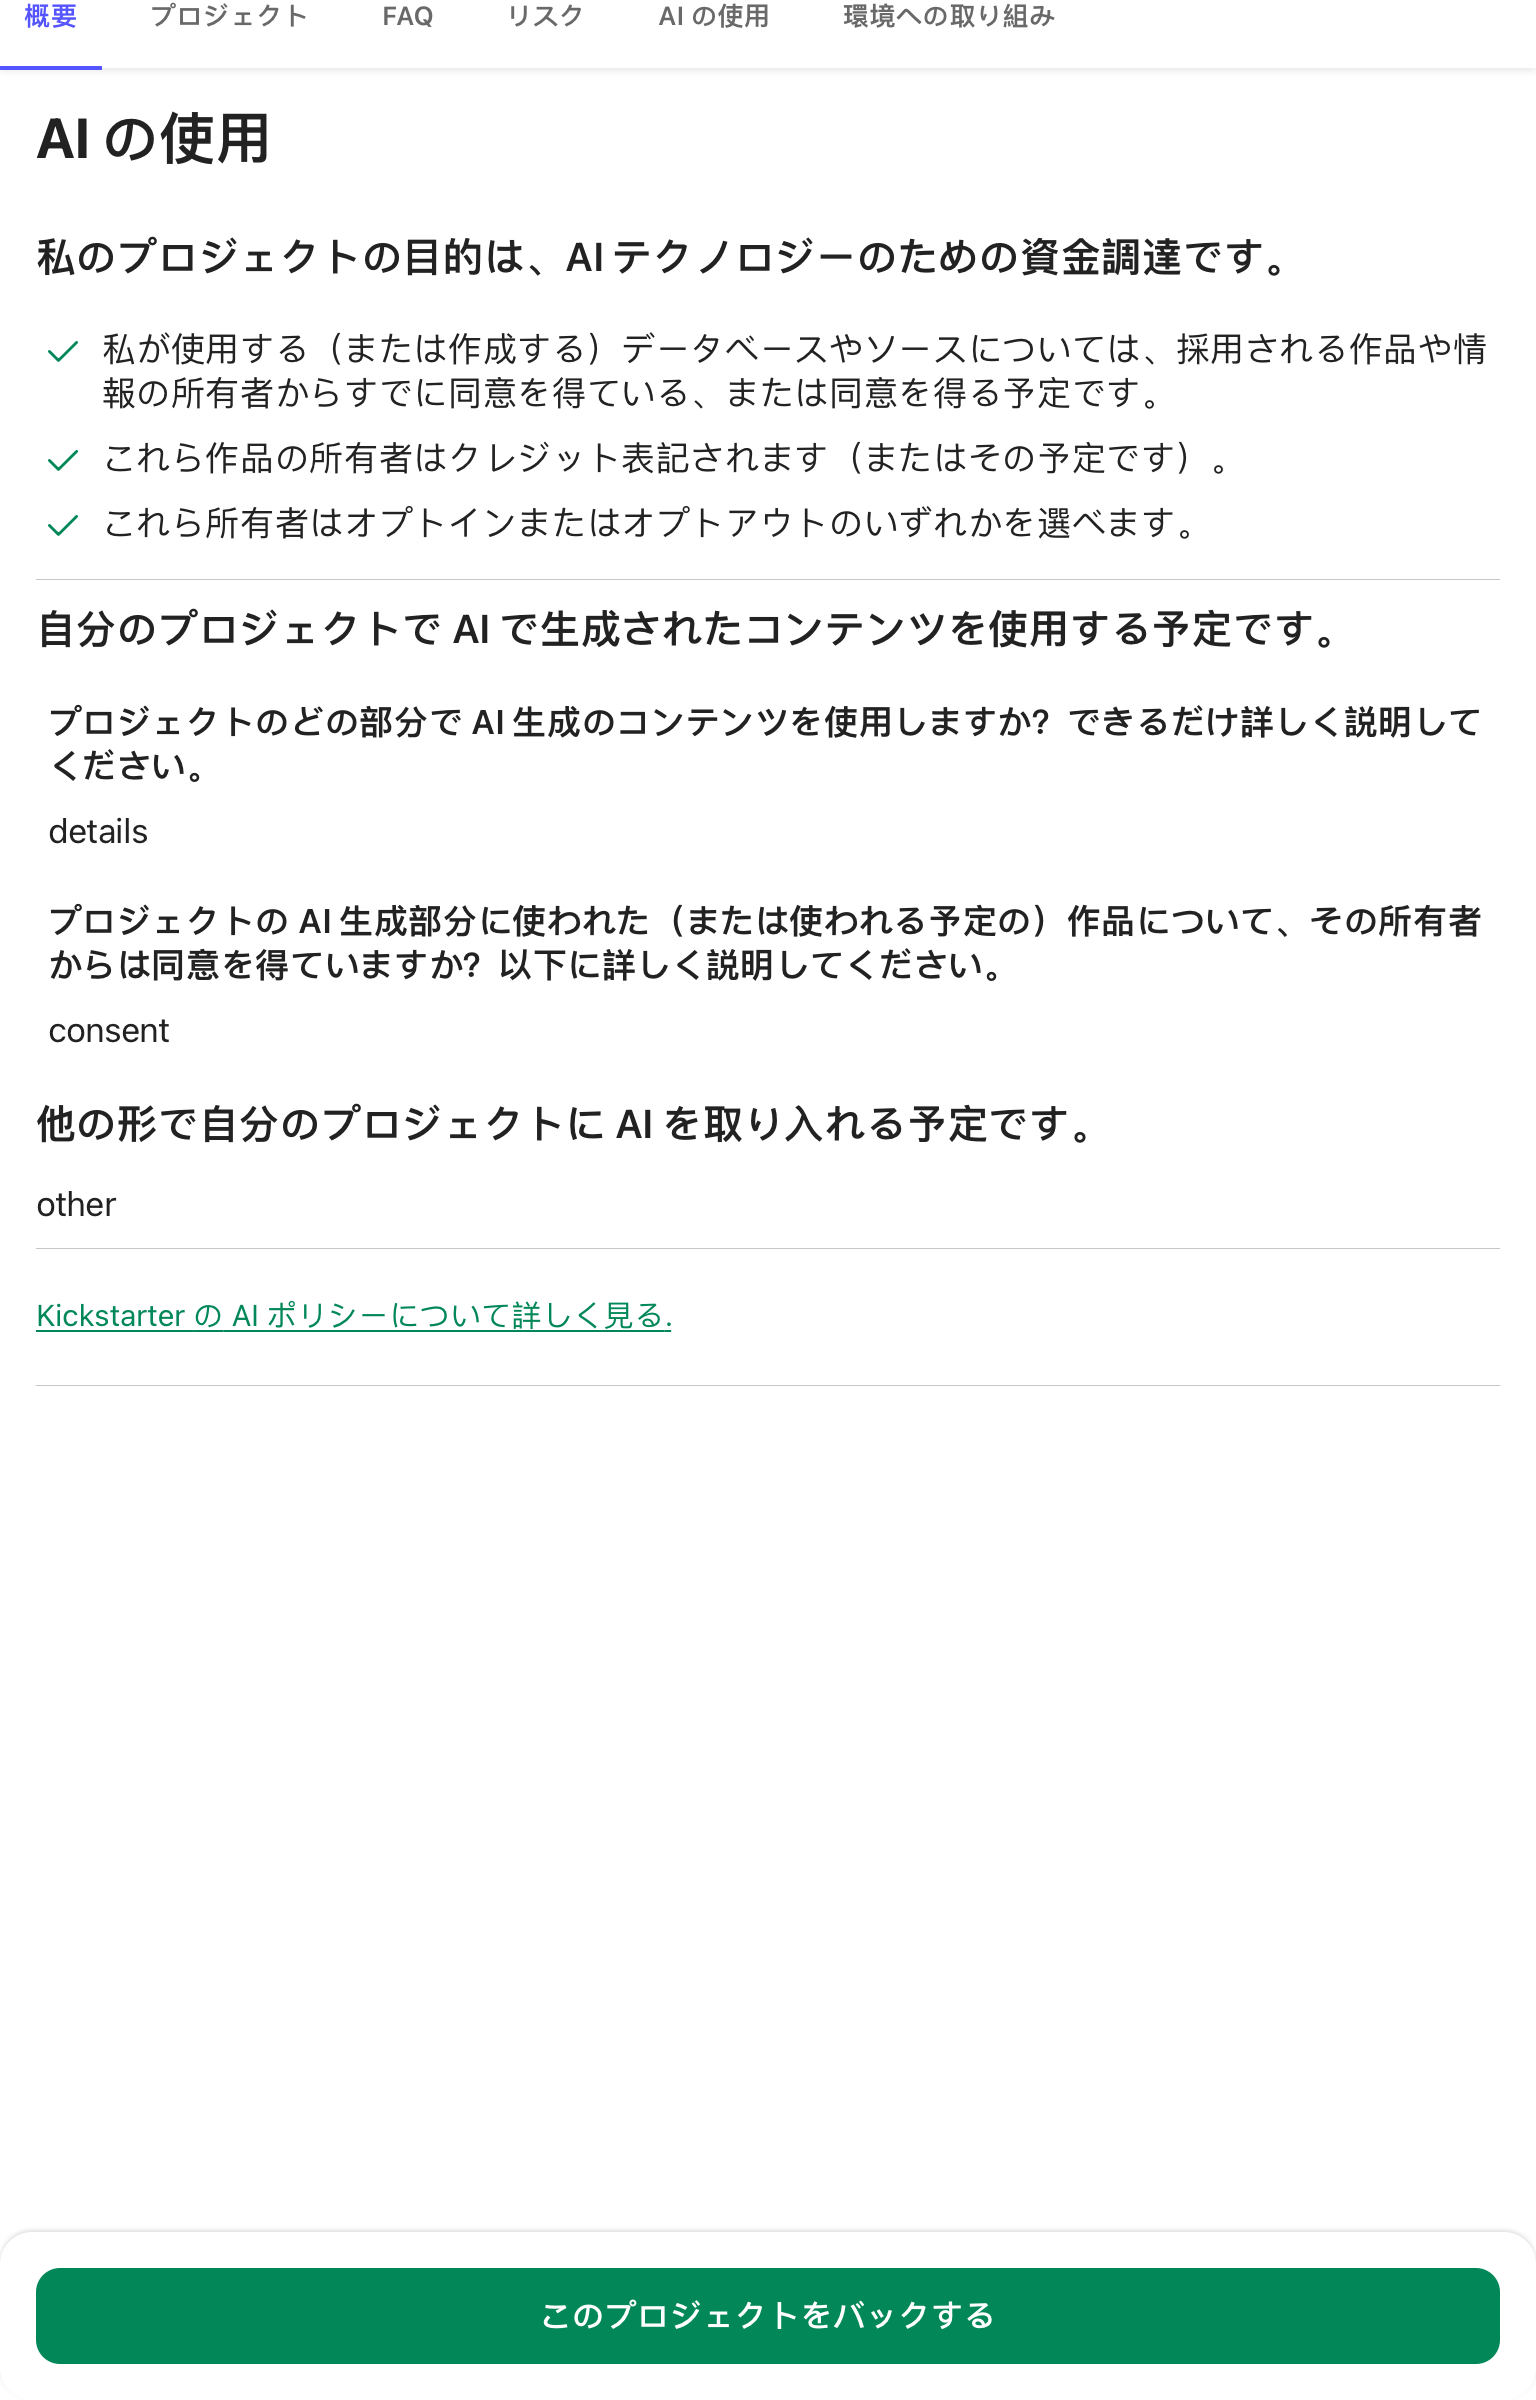 概要 プロジェクト FAQ リスク AI の使用 環境への取り組み
AI の使用
私のプロジェクトの目的は、AI テクノロジーのための資金調達です。
私が使用する（または作成する）データベースやソースについては、採用される作品や情
報の所有者からすでに同意を得ている、または同意を得る予定です。
これら作品の所有者はクレジット表記されます（またはその予定です）。
これら所有者はオプトインまたはオプトアウトのいずれかを選べます。
自分のプロジェクトで AI で生成されたコンテンツを使用する予定です。
プロジェクトのどの部分で AI 生成のコンテンツを使用しますか? できるだけ詳しく説明して
ください。
details
プロジェクトの AI 生成部分に使われた（または使われる予定の）作品について、その所有者
からは同意を得ていますか? 以下に詳しく説明してください。
consent
他の形で自分のプロジェクトに AI を取り入れる予定です。
other
Kickstarter の AI ポリシーについて詳しく見る.
このプロジェクトをバックする